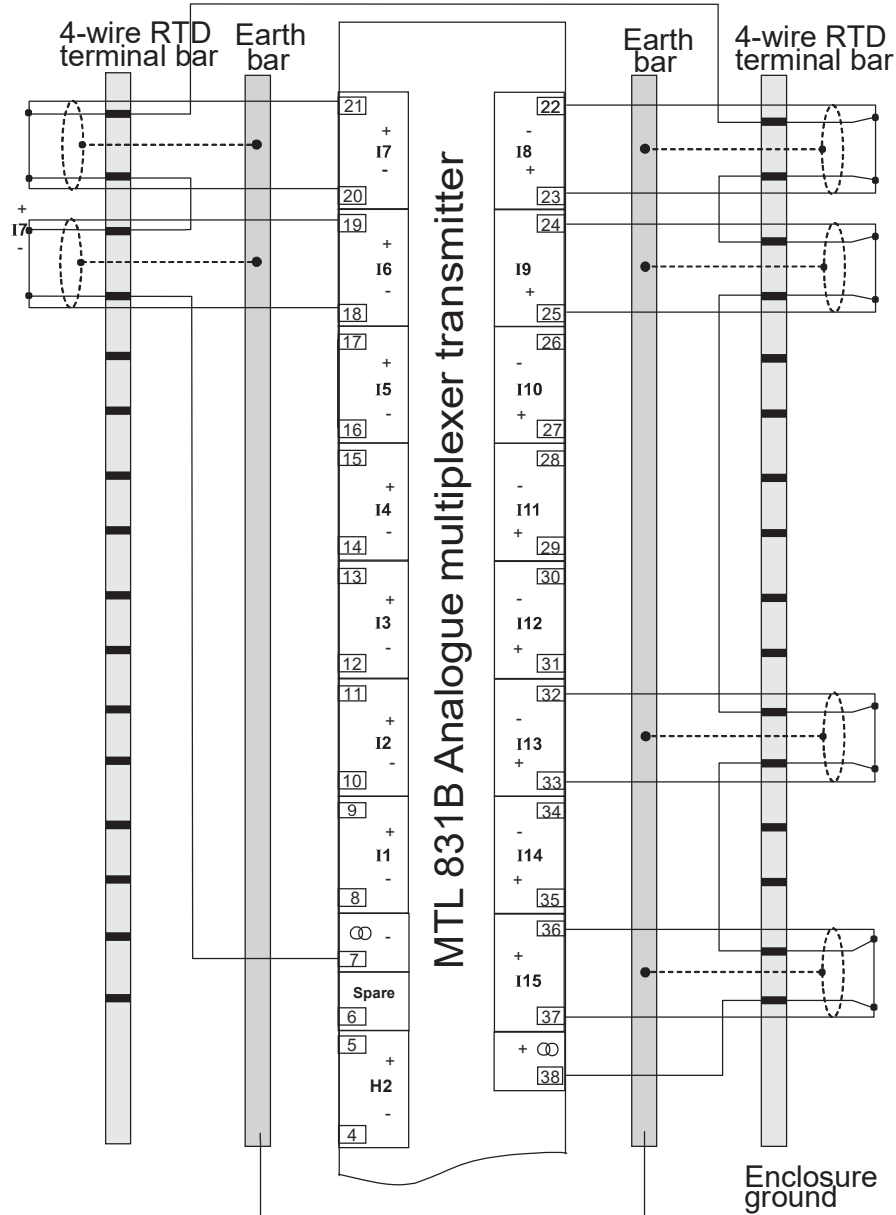 4-wire RTD
terminal bar
Earth
bar
Earth
bar
4-wire RTD
terminal bar
21
+
I7
-
20
19
+
I6
-
18
17
+
I5
-
16
15
+
I4
-
14
13
+
I3
-
12
11
+
I2
-
10
9
+
I1
-
8
-
7
Spare
6
5
+
H2
-
4
+
I7
-
MTL 831B Analogue multiplexer transmitter
22
-
I8
+
23
24
I9
+
25
26
-
I10
+
27
28
-
I11
+
29
30
-
I12
+
31
32
-
I13
+
33
34
-
I14
+
35
36
+
I15
37
+
38
Enclosure
ground